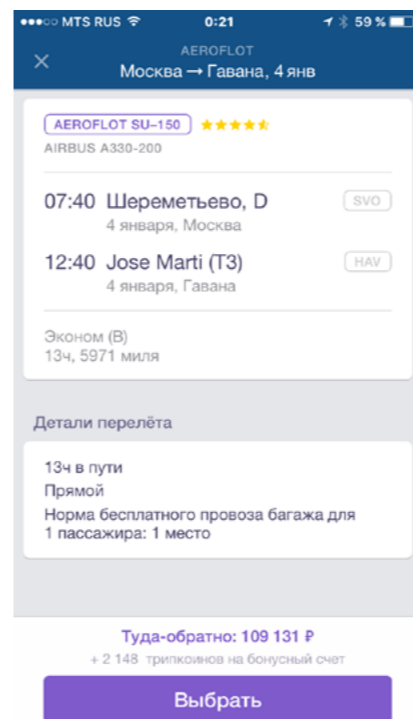 MTS RUS 0:21 59 %
AEROFLOT
Москва → Гавана, 4 янв
AEROFLOT SU–150
AIRBUS A330-200
07:40 Шереметьево, D SVO
4 января, Москва
12:40 Jose Marti (T3) HAV
4 января, Гавана
Эконом (B)
13ч, 5971 миля
Детали перелёта
13ч в пути
Прямой
Норма бесплатного провоза багажа для
1 пассажира: 1 место
Туда-обратно: 109 131 ₽
+ 2 148 трипкоинов на бонусный счет
Выбрать